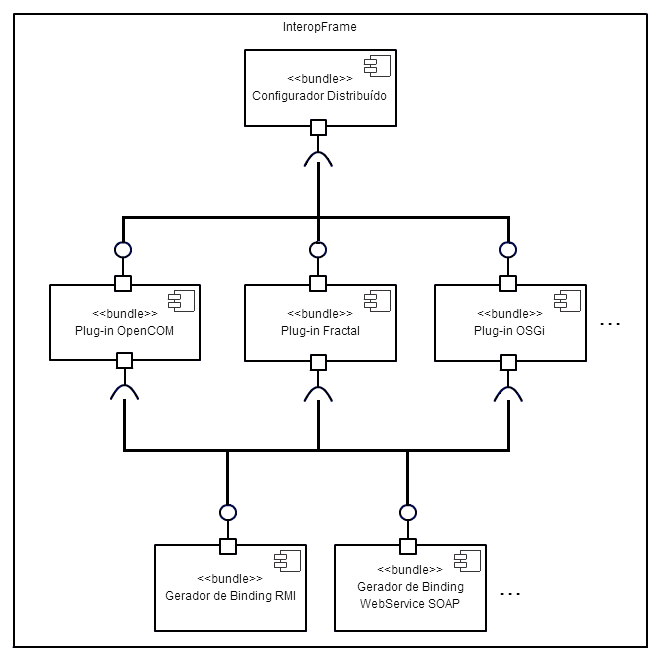 InteropFrame
<<bundle>>
Configurador Distribuído
<<bundle>>
Plug-in OpenCOM
<<bundle>>
Plug-in Fractal
<<bundle>>
Plug-in OSGi
...
<<bundle>>
Gerador de Binding RMI
<<bundle>>
Gerador de Binding
WebService SOAP
...